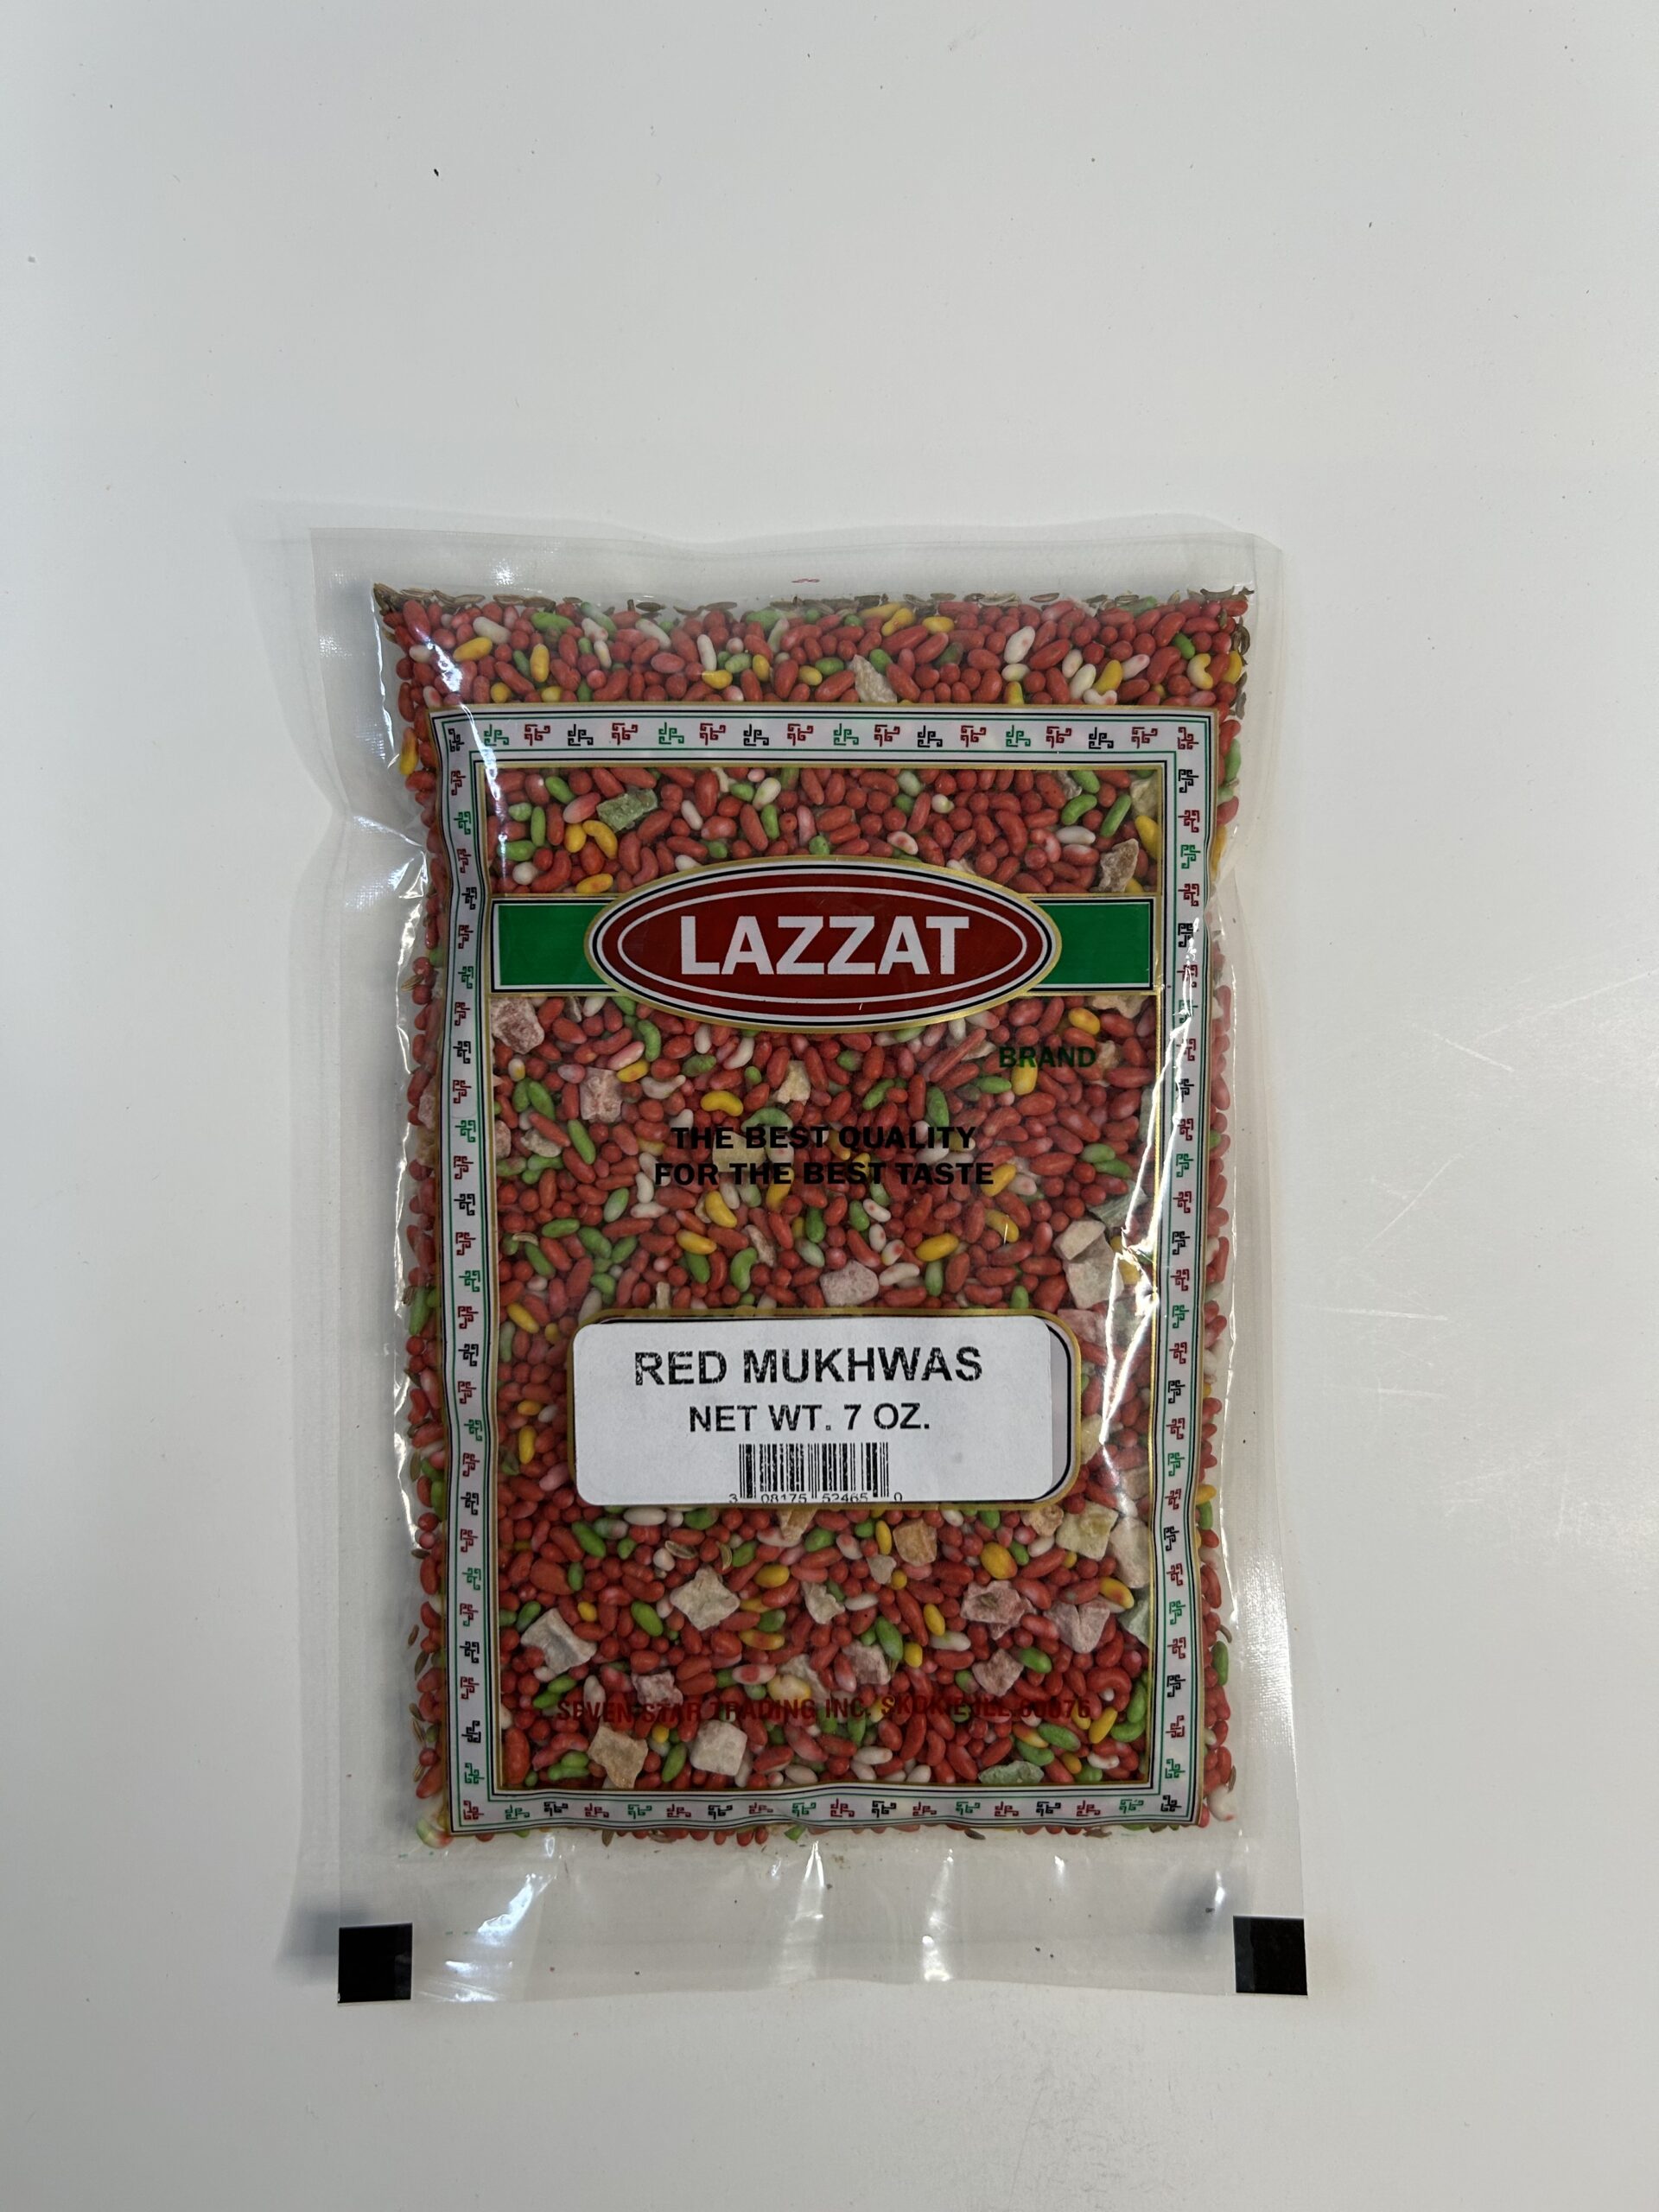 LAZZAT
BRAND
THE BEST QUALITY
FOR THE BEST TASTE
RED MUKHWAS
NET WT. 7 OZ.
3 08175 52465 0
SEVEN STAR TRADING INC. SKOKIE ILL 60076